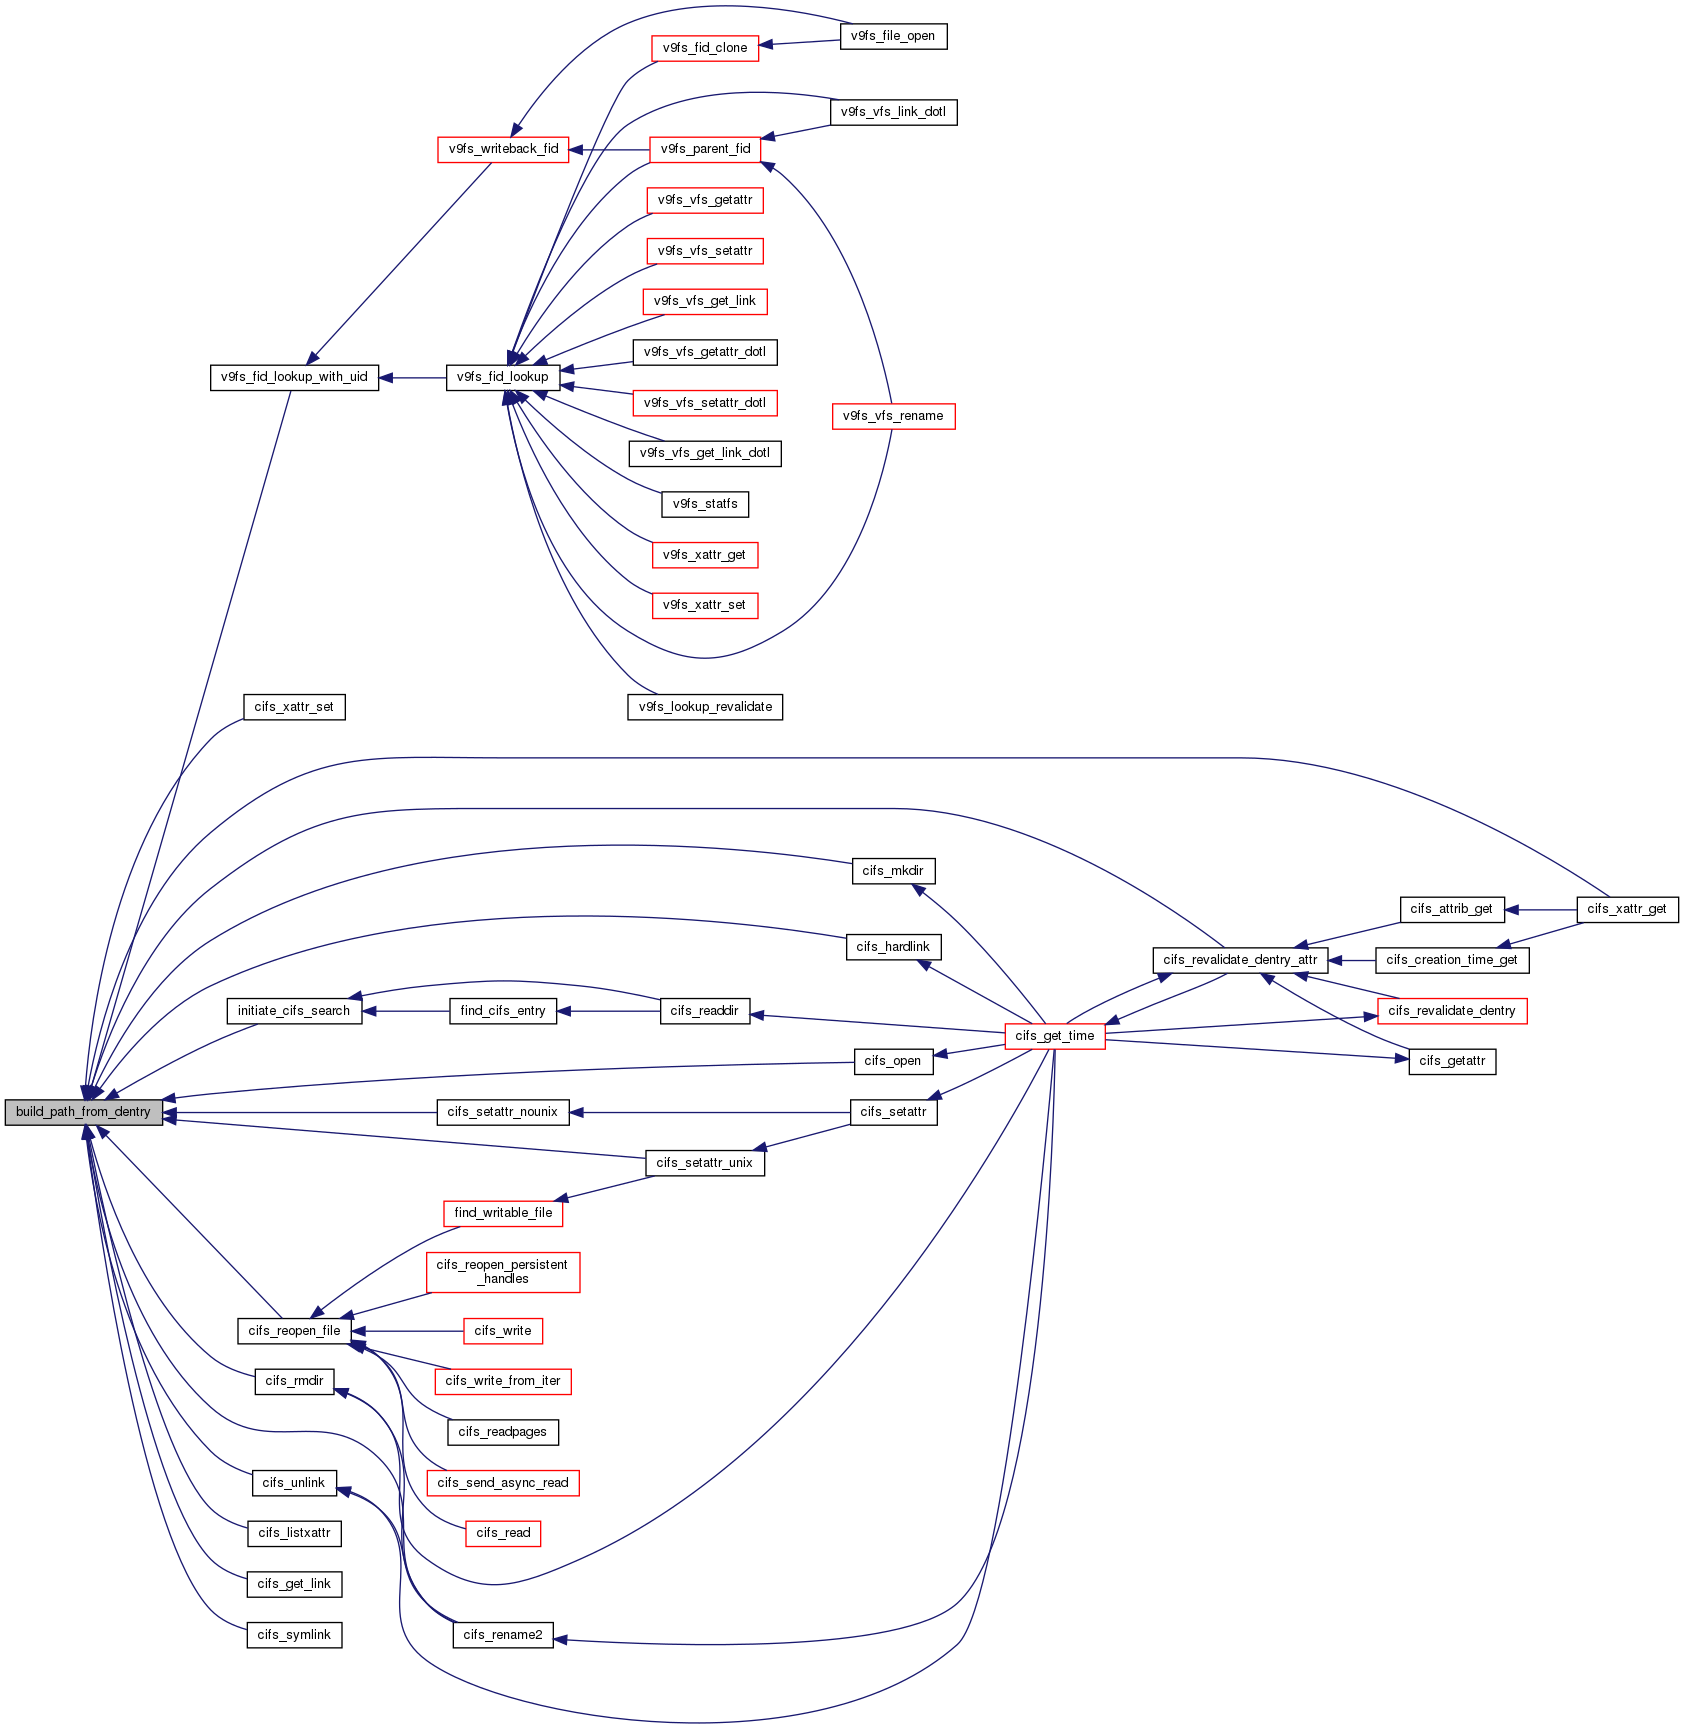 v9fs_file_open
v9fs_fid_clone
v9fs_vfs_link_dotl
v9fs_writeback_fid
v9fs_parent_fid
v9fs_vfs_getattr
v9fs_vfs_setattr
v9fs_vfs_get_link
v9fs_vfs_getattr_dotl
v9fs_fid_lookup_with_uid
v9fs_fid_lookup
v9fs_vfs_setattr_dotl
v9fs_vfs_rename
v9fs_vfs_get_link_dotl
v9fs_statfs
v9fs_xattr_get
v9fs_xattr_set
cifs_xattr_set
v9fs_lookup_revalidate
cifs_mkdir
cifs_attrib_get
cifs_xattr_get
cifs_hardlink
cifs_revalidate_dentry_attr
cifs_creation_time_get
initiate_cifs_search
find_cifs_entry
cifs_readdir
cifs_revalidate_dentry
cifs_get_time
cifs_open
cifs_getattr
build_path_from_dentry
cifs_setattr_nounix
cifs_setattr
cifs_setattr_unix
find_writable_file
cifs_reopen_persistent
_handles
cifs_reopen_file
cifs_write
cifs_rmdir
cifs_write_from_iter
cifs_readpages
cifs_unlink
cifs_send_async_read
cifs_listxattr
cifs_read
cifs_get_link
cifs_symlink
cifs_rename2